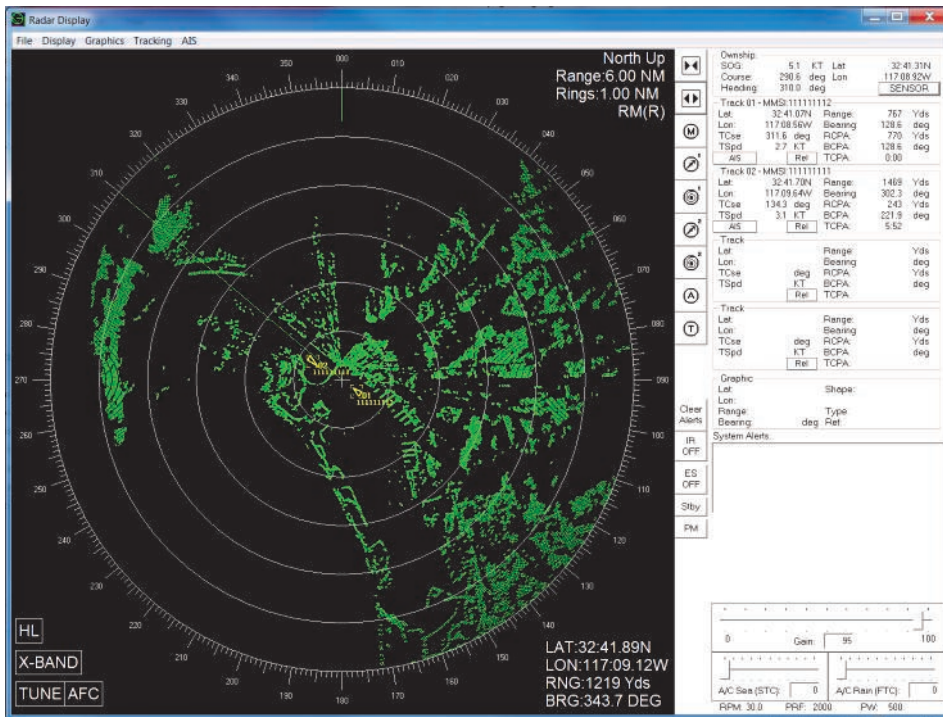 Radar Display
File Display Graphics Tracking AIS
North Up
Range:6.00 NM
Rings:1.00 NM
RM(R)
000
010
020
030
040
050
060
070
080
090
100
110
120
130
140
150
160
170
180
190
200
210
220
230
240
250
260
270
280
290
300
310
320
330
340
350
02
01
HL
X-BAND
TUNE AFC
LAT:32:41.89N
LON:117:09.12W
RNG:1219 Yds
BRG:343.7 deg
M
1
1
2
2
A
T
Clear Alerts
IR OFF
ES OFF
Stby
PM
Ownship
SOG: 5.1 KT Lat 32:41.31N
Course: 290.6 deg Lon 117:08.92W
Heading: 310.0 deg SENSOR
Track 01 - MMSI:111111112
Lat: 32:41.07N Range: 767 Yds
Lon: 117:08.56W Bearing 128.6 deg
TCse 311.6 deg RCPA: 770 Yds
TSpd 2.7 KT BCPA: 128.6 deg
AIS Rel TCPA: 0:00
Track 02 - MMSI:111111111
Lat: 32:41.70N Range: 1469 Yds
Lon: 117:09.64W Bearing 302.3 deg
TCse 134.3 deg RCPA: 243 Yds
TSpd 3.1 KT BCPA: 221.9 deg
AIS Rel TCPA: 5:52
Track
Lat: Range: Yds
Lon: Bearing deg
TCse deg RCPA: Yds
TSpd KT BCPA: deg
Rel TCPA:
Track
Lat: Range: Yds
Lon: Bearing deg
TCse deg RCPA: Yds
TSpd KT BCPA: deg
Rel TCPA:
Graphic
Lat: Shape:
Lon:
Range: Type
Bearing: deg Ref:
System Alerts:
0 Gain: 95 100
A/C Sea (STC): 0 A/C Rain (FTC): 0
RPM: 30.0 PRF: 2000 PW: 500.